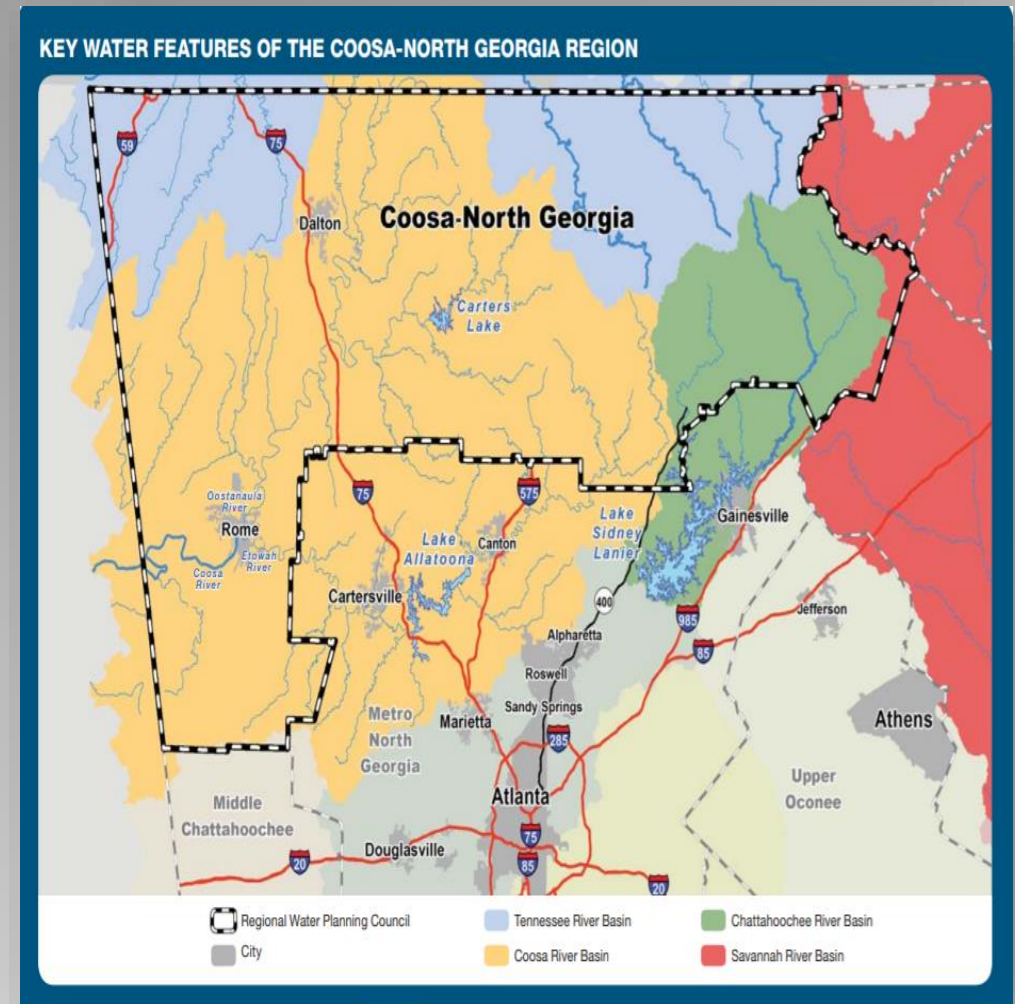 KEY WATER FEATURES OF THE COOSA-NORTH GEORGIA REGION
59
75
Dalton
Coosa-North Georgia
Carters
Lake
Oostanaula
River
Rome
Etowah
River
Coosa
River
75
575
Lake
Allatoona
Canton
Cartersville
Lake
Sidney
Lanier
Gainesville
400
985
Jefferson
85
Alpharetta
Roswell
Sandy Springs
Marietta
285
Athens
Metro
North
Georgia
Middle
Chattahoochee
Atlanta
Upper
Oconee
75
Douglasville
85
20
20
Regional Water Planning Council
Tennessee River Basin
Chattahoochee River Basin
City
Coosa River Basin
Savannah River Basin